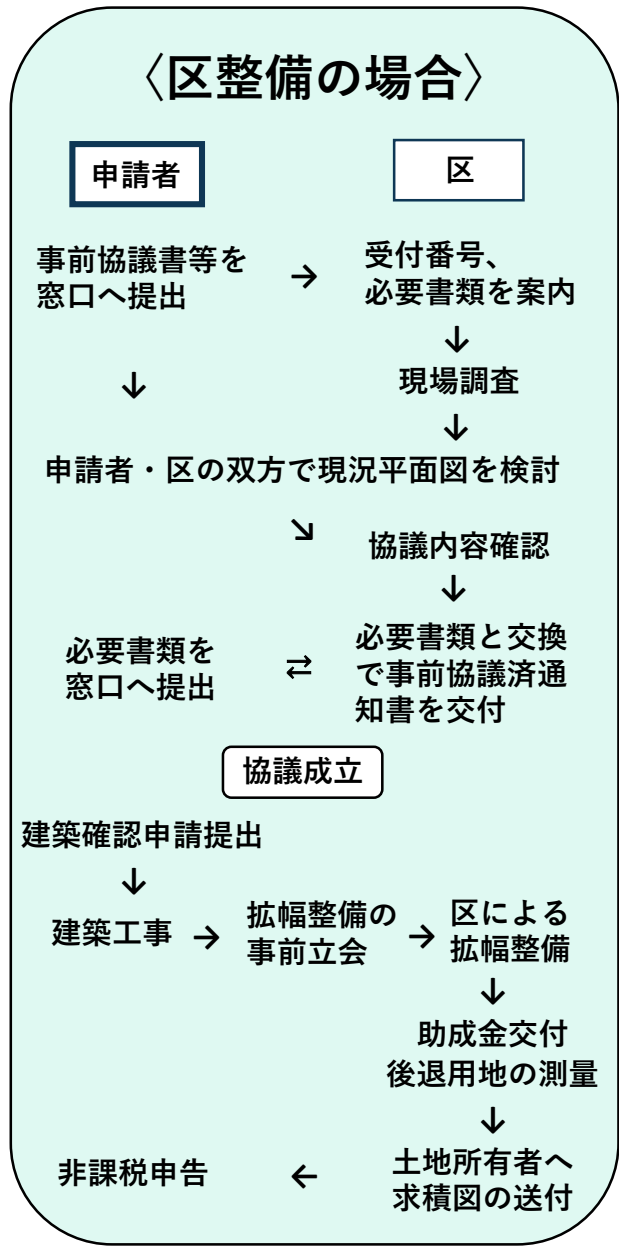 〈区整備の場合〉
申請者
区
事前協議書等を
窓口へ提出
→
受付番号、
必要書類を案内
↓
現場調査
↓
↓
申請者・区の双方で現況平面図を検討
↘
協議内容確認
↓
必要書類を
窓口へ提出
⇄
必要書類と交換
で事前協議済通
知書を交付
協議成立
建築確認申請提出
↓
建築工事
→
拡幅整備の
事前立会
→
区による
拡幅整備
↓
助成金交付
後退用地の測量
↓
土地所有者へ
求積図の送付
←
非課税申告